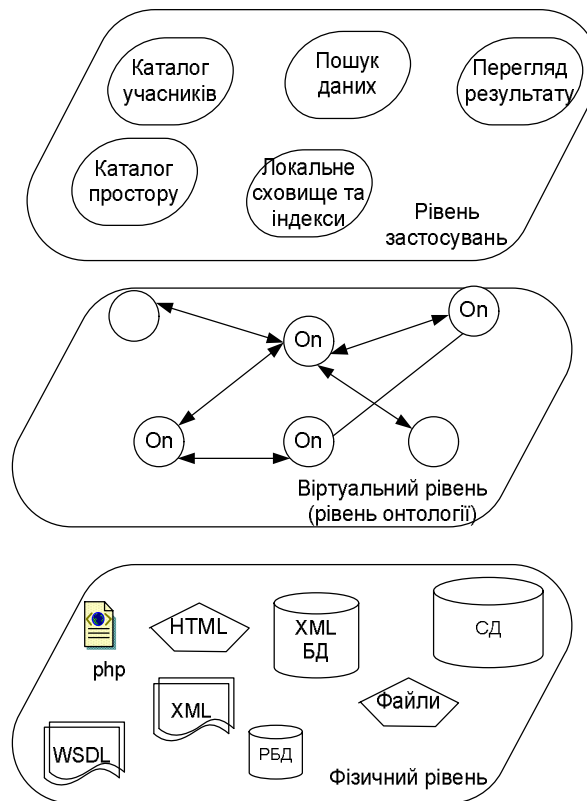 Каталог
учасників
Пошук
даних
Перегляд
результату
Каталог
простору
Локальне
сховище та
індекси
Рівень
застосувань
On
On
On
On
Віртуальний рівень
(рівень онтології)
php
HTML
XML
БД
СД
XML
Файли
WSDL
РБД
Фізичний рівень